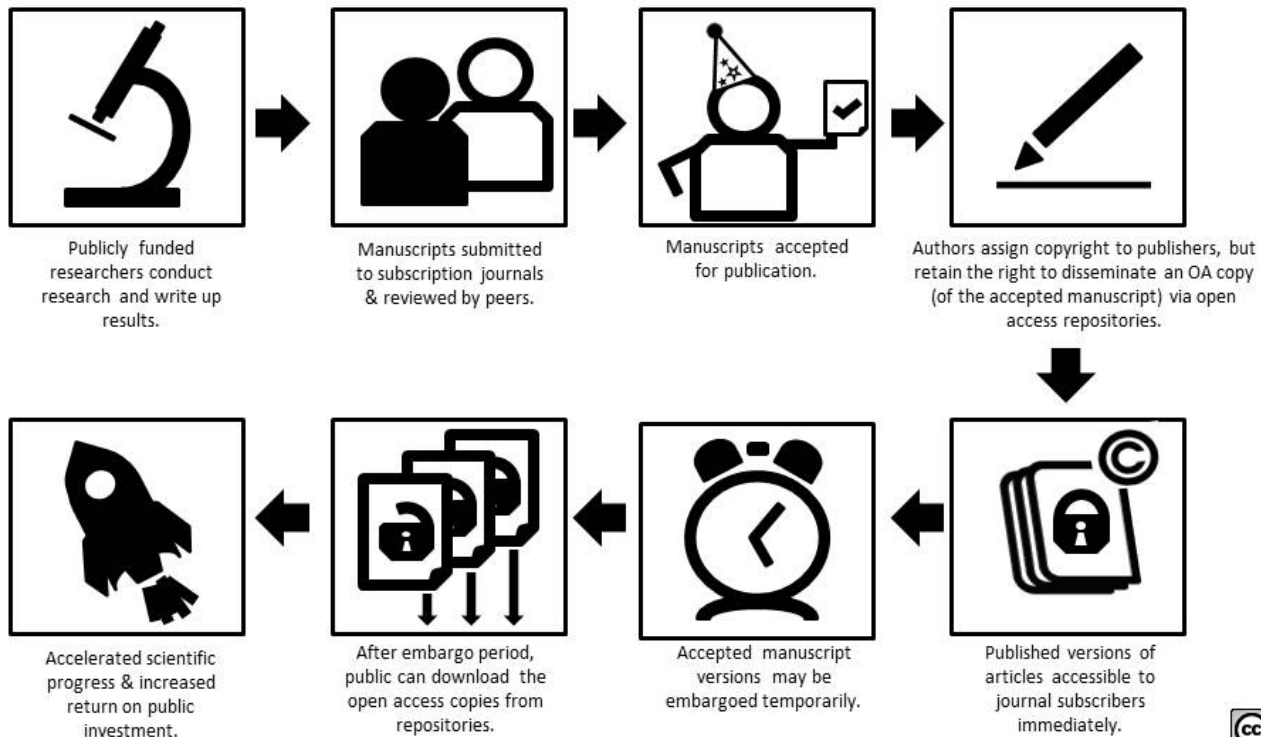 Publicly funded
researchers conduct
research and write up
results.
Manuscripts submitted
to subscription journals
& reviewed by peers.
Manuscripts accepted
for publication.
Authors assign copyright to publishers, but
retain the right to disseminate an OA copy
(of the accepted manuscript) via open
access repositories.
©
Published versions of
articles accessible to
journal subscribers
immediately.
Accepted manuscript
versions may be
embargoed temporarily.
After embargo period,
public can download the
open access copies from
repositories.
Accelerated scientific
progress & increased
return on public
investment.
cc